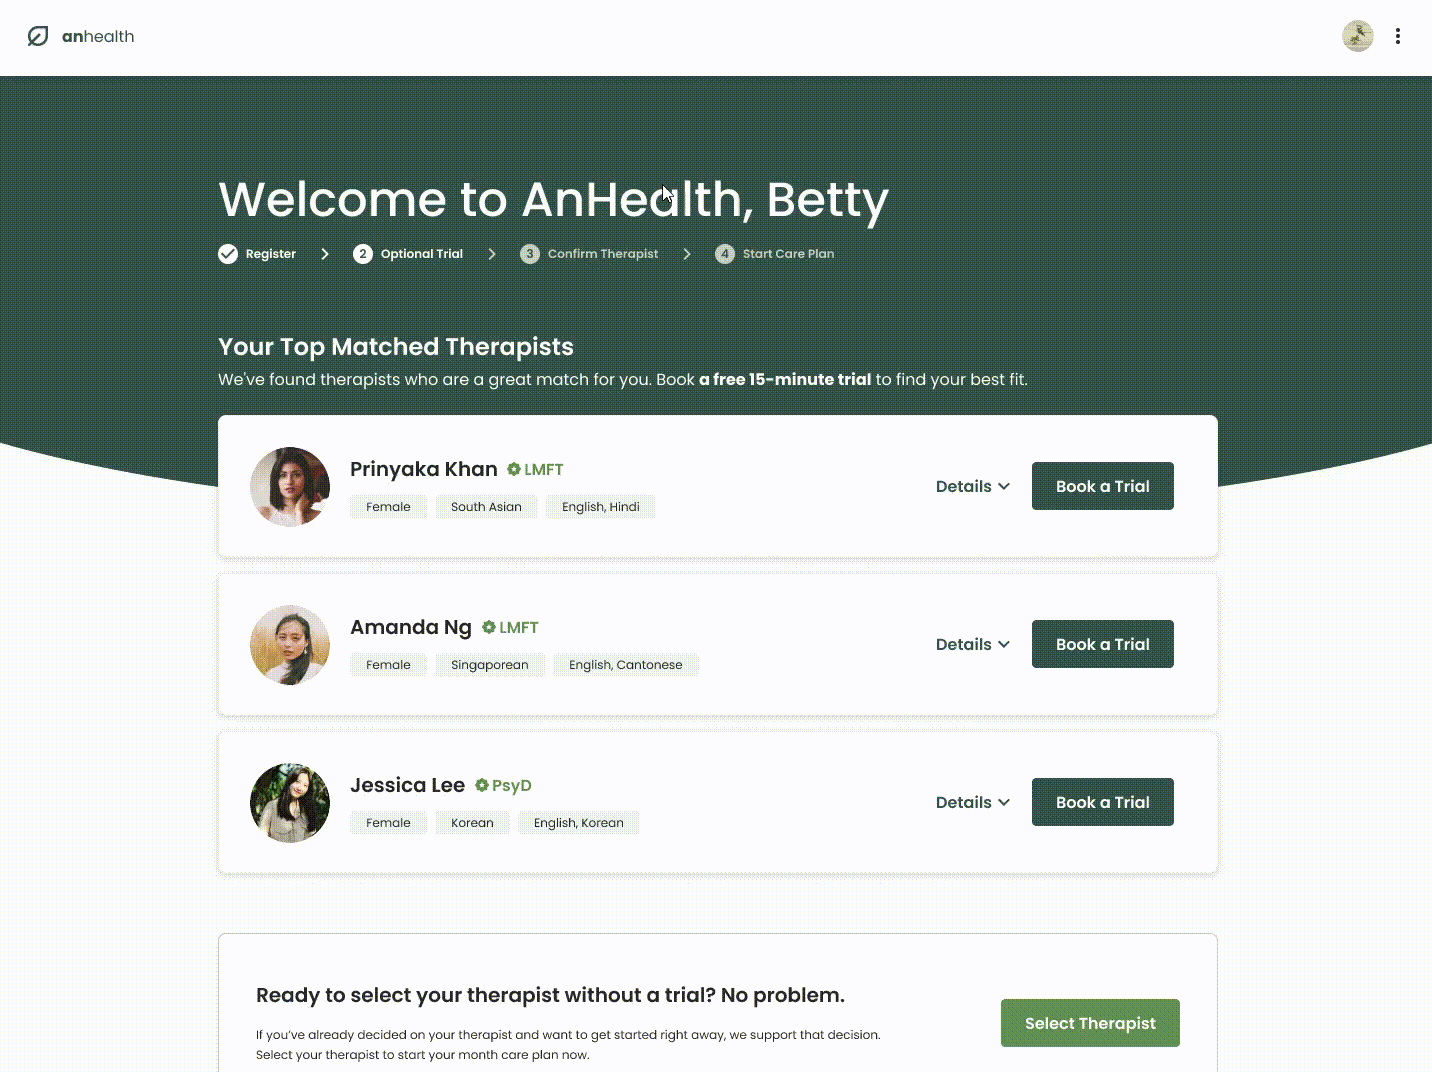 anhealth
Welcome to AnHealth, Betty
Register 2 Optional Trial 3 Confirm Therapist 4 Start Care Plan
Your Top Matched Therapists
We've found therapists who are a great match for you. Book a free 15-minute trial to find your best fit.
Prinyaka Khan LMFT
Female South Asian English, Hindi
Details Book a Trial
Amanda Ng LMFT
Female Singaporean English, Cantonese
Details Book a Trial
Jessica Lee PsyD
Female Korean English, Korean
Details Book a Trial
Ready to select your therapist without a trial? No problem.
If you've already decided on your therapist and want to get started right away, we support that decision.
Select your therapist to start your month care plan now.
Select Therapist